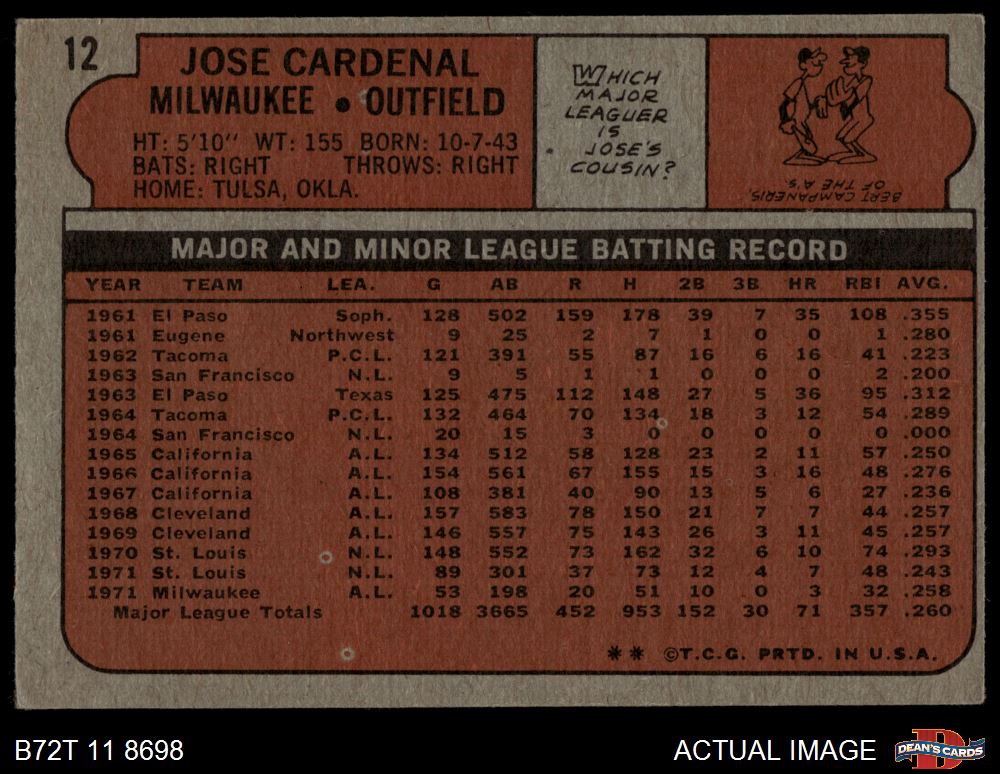 12
JOSE CARDENAL
MILWAUKEE • OUTFIELD
HT: 5'10" WT: 155 BORN: 10-7-43
BATS: RIGHT THROWS: RIGHT
HOME: TULSA, OKLA.
WHICH
MAJOR
LEAGUER
IS
JOSE'S
COUSIN?
BERT CAMPANERIS,
OF THE A'S.
MAJOR AND MINOR LEAGUE BATTING RECORD
YEAR TEAM LEA. G AB R H 2B 3B HR RBI AVG.
1961 El Paso Soph. 128 502 159 178 39 7 35 108 .355
1961 Eugene Northwest 9 25 2 7 1 0 0 1 .280
1962 Tacoma P.C.L. 121 391 55 87 16 6 16 41 .223
1963 San Francisco N.L. 9 5 1 1 0 0 0 2 .200
1963 El Paso Texas 125 475 112 148 27 5 36 95 .312
1964 Tacoma P.C.L. 132 464 70 134 18 3 12 54 .289
1964 San Francisco N.L. 20 15 3 0 0 0 0 0 .000
1965 California A.L. 134 512 58 128 23 2 11 57 .250
1966 California A.L. 154 561 67 155 15 3 16 48 .276
1967 California A.L. 108 381 40 90 13 5 6 27 .236
1968 Cleveland A.L. 157 583 78 150 21 7 7 44 .257
1969 Cleveland A.L. 146 557 75 143 26 3 11 45 .257
1970 St. Louis N.L. 148 552 73 162 32 6 10 74 .293
1971 St. Louis N.L. 89 301 37 73 12 4 7 48 .243
1971 Milwaukee A.L. 53 198 20 51 10 0 3 32 .258
Major League Totals 1018 3665 452 953 152 30 71 357 .260
** ©T.C.G. PRTD. IN U.S.A.
B72T 11 8698
ACTUAL IMAGE
D
DEAN'S CARDS